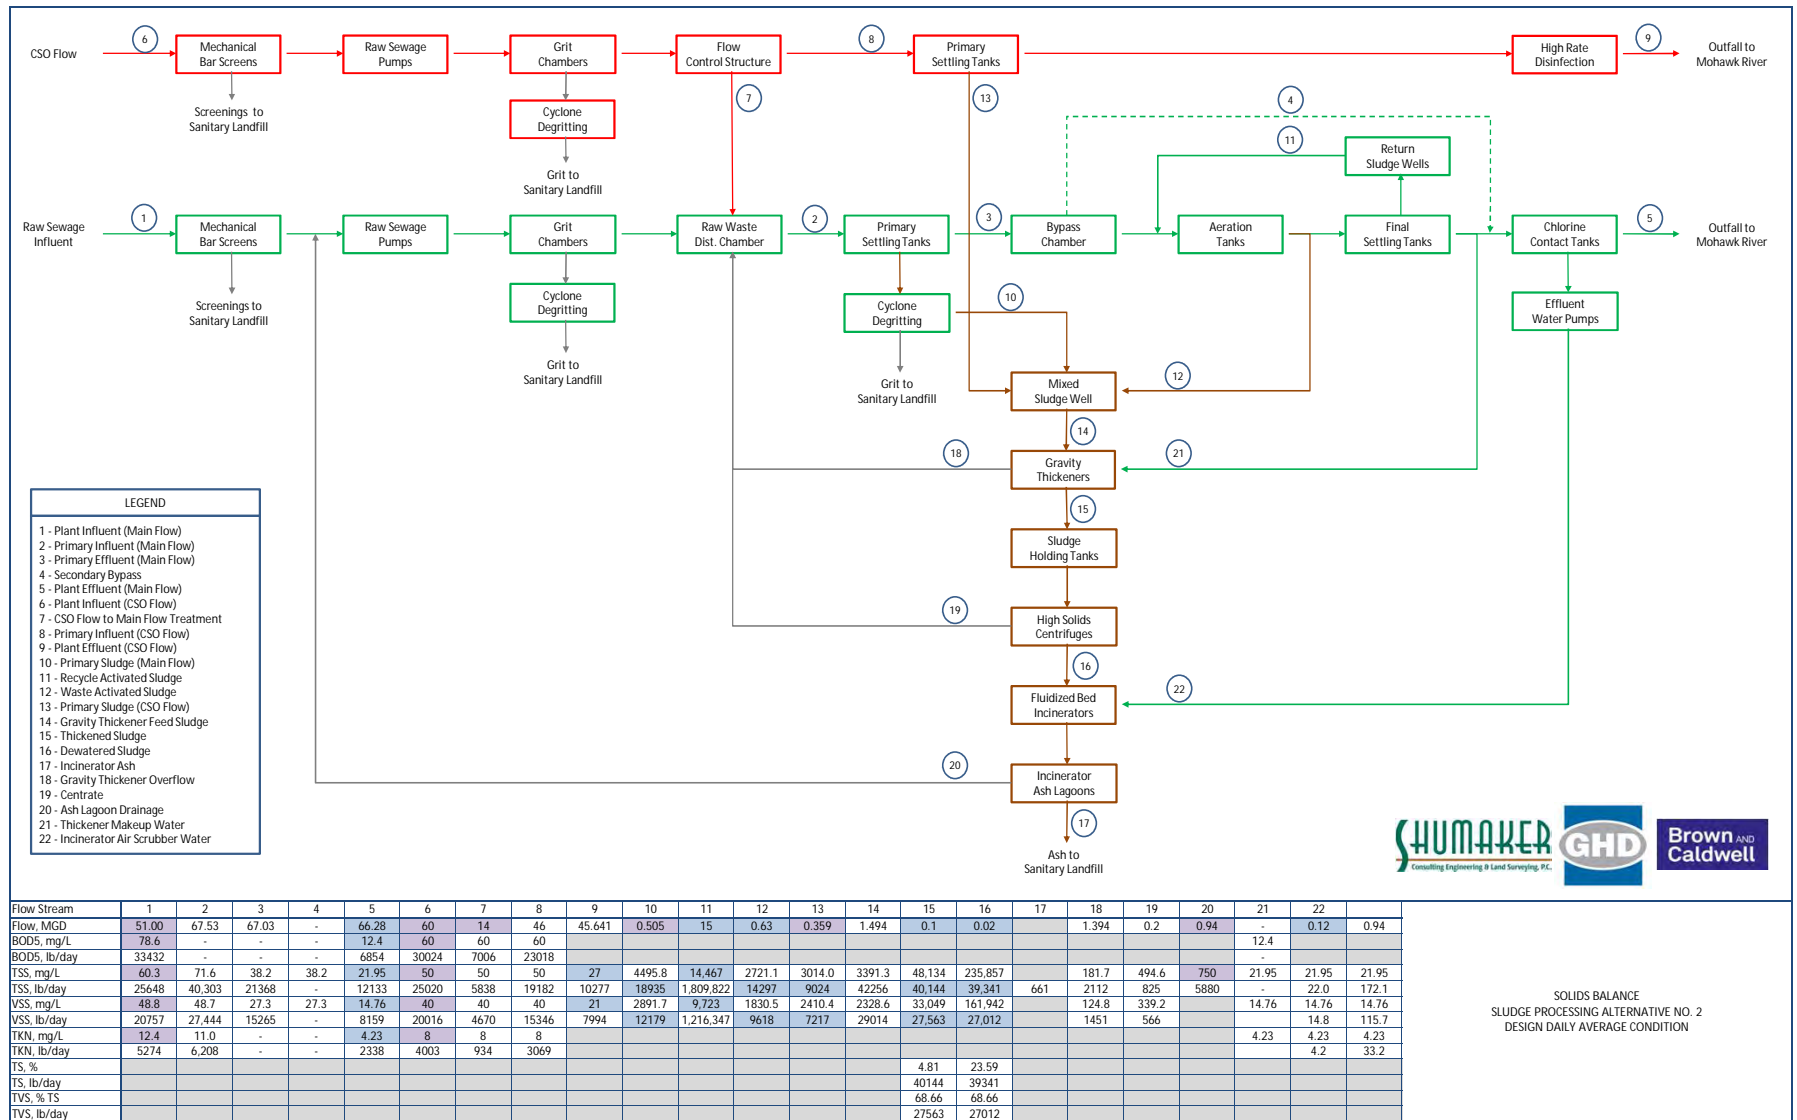 CSO Flow
6
Mechanical
Bar Screens
Raw Sewage
Pumps
Grit
Chambers
Flow
Control Structure
8
Primary
Settling Tanks
High Rate
Disinfection
9
Outfall to
Mohawk River
Screenings to
Sanitary Landfill
Cyclone
Degritting
7
13
4
11
Return
Sludge Wells
Grit to
Sanitary Landfill
Raw Sewage
Influent
1
Mechanical
Bar Screens
Raw Sewage
Pumps
Grit
Chambers
Raw Waste
Dist. Chamber
2
Primary
Settling Tanks
3
Bypass
Chamber
Aeration
Tanks
Final
Settling Tanks
Chlorine
Contact Tanks
5
Outfall to
Mohawk River
Screenings to
Sanitary Landfill
Cyclone
Degritting
Cyclone
Degritting
10
Effluent
Water Pumps
Grit to
Sanitary Landfill
Grit to
Sanitary Landfill
Mixed
Sludge Well
12
14
18
Gravity
Thickeners
21
15
Sludge
Holding Tanks
19
High Solids
Centrifuges
16
Fluidized Bed
Incinerators
22
20
Incinerator
Ash Lagoons
17
Ash to
Sanitary Landfill
LEGEND
1 - Plant Influent (Main Flow)
2 - Primary Influent (Main Flow)
3 - Primary Effluent (Main Flow)
4 - Secondary Bypass
5 - Plant Effluent (Main Flow)
6 - Plant Influent (CSO Flow)
7 - CSO Flow to Main Flow Treatment
8 - Primary Influent (CSO Flow)
9 - Plant Effluent (CSO Flow)
10 - Primary Sludge (Main Flow)
11 - Recycle Activated Sludge
12 - Waste Activated Sludge
13 - Primary Sludge (CSO Flow)
14 - Gravity Thickener Feed Sludge
15 - Thickened Sludge
16 - Dewatered Sludge
17 - Incinerator Ash
18 - Gravity Thickener Overflow
19 - Centrate
20 - Ash Lagoon Drainage
21 - Thickener Makeup Water
22 - Incinerator Air Scrubber Water
SHUMAKER
Consulting Engineering & Land Surveying, P.C.
GHD
Brown AND
Caldwell
Flow Stream 1 2 3 4 5 6 7 8 9 10 11 12 13 14 15 16 17 18 19 20 21 22
Flow, MGD 51.00 67.53 67.03 - 66.28 60 14 46 45.641 0.505 15 0.63 0.359 1.494 0.1 0.02 1.394 0.2 0.94 - 0.12 0.94
BOD5, mg/L 78.6 - - - 12.4 60 60 60 12.4
BOD5, lb/day 33432 - - - 6854 30024 7006 23018 -
TSS, mg/L 60.3 71.6 38.2 38.2 21.95 50 50 50 27 4495.8 14,467 2721.1 3014.0 3391.3 48,134 235,857 181.7 494.6 750 21.95 21.95 21.95
TSS, lb/day 25648 40,303 21368 - 12133 25020 5838 19182 10277 18935 1,809,822 14297 9024 42256 40,144 39,341 661 2112 825 5880 - 22.0 172.1
VSS, mg/L 48.8 48.7 27.3 27.3 14.76 40 40 40 21 2891.7 9,723 1830.5 2410.4 2328.6 33,049 161,942 124.8 339.2 14.76 14.76 14.76
VSS, lb/day 20757 27,444 15265 - 8159 20016 4670 15346 7994 12179 1,216,347 9618 7217 29014 27,563 27,012 1451 566 14.8 115.7
TKN, mg/L 12.4 11.0 - - 4.23 8 8 8 4.23 4.23 4.23
TKN, lb/day 5274 6,208 - - 2338 4003 934 3069 4.2 33.2
TS, % 4.81 23.59
TS, lb/day 40144 39341
TVS, % TS 68.66 68.66
TVS, lb/day 27563 27012
SOLIDS BALANCE
SLUDGE PROCESSING ALTERNATIVE NO. 2
DESIGN DAILY AVERAGE CONDITION